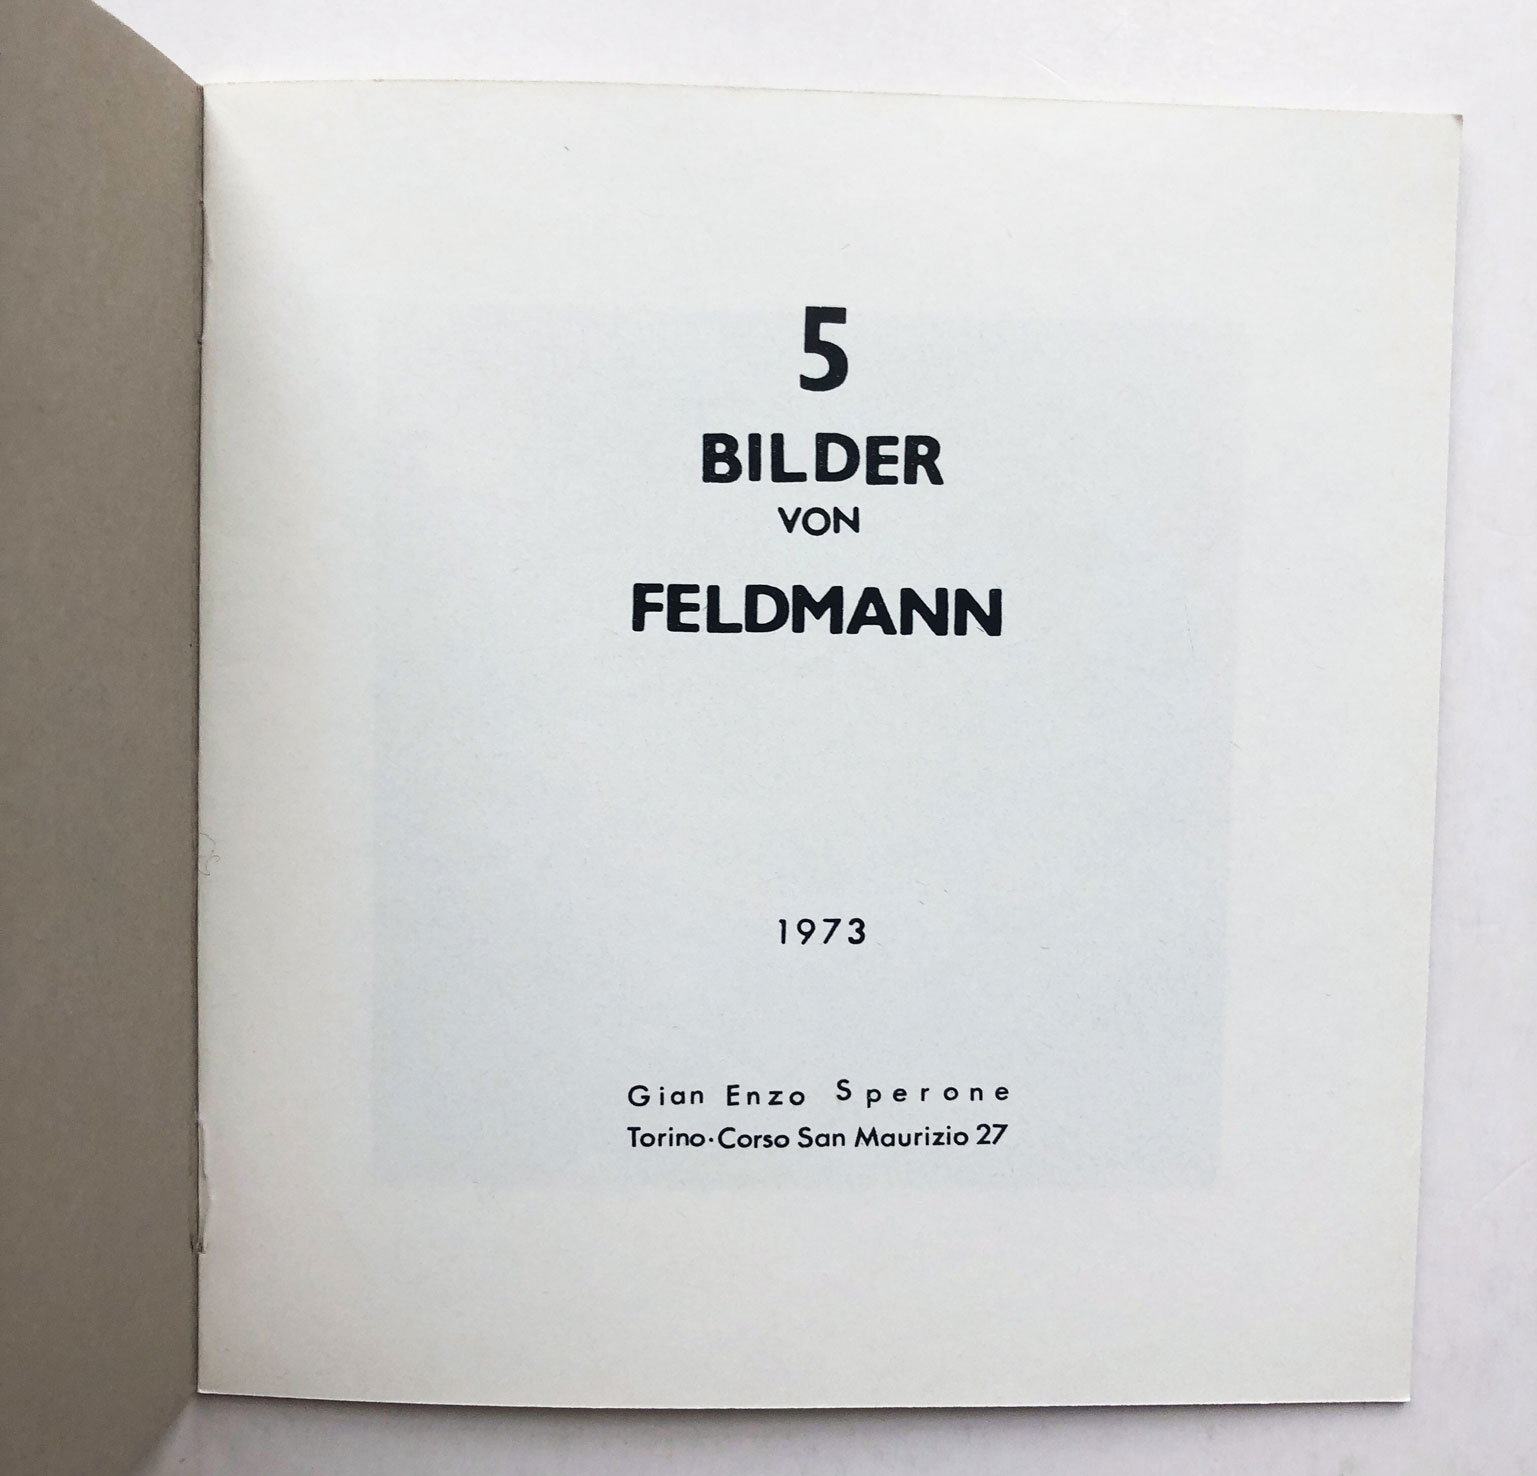 5
BILDER
VON
FELDMANN
1973
Gian Enzo Sperone
Torino·Corso San Maurizio 27